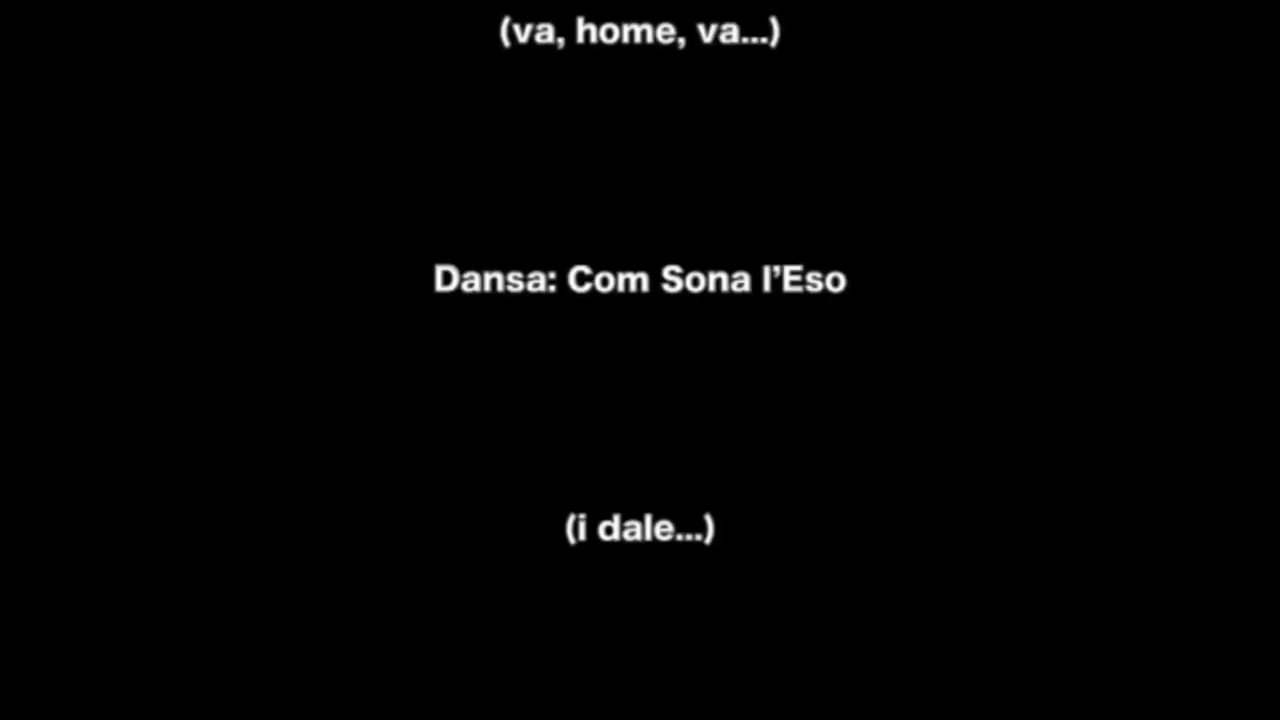 (va, home, va...)
Dansa: Com Sona l’Eso
(i dale...)